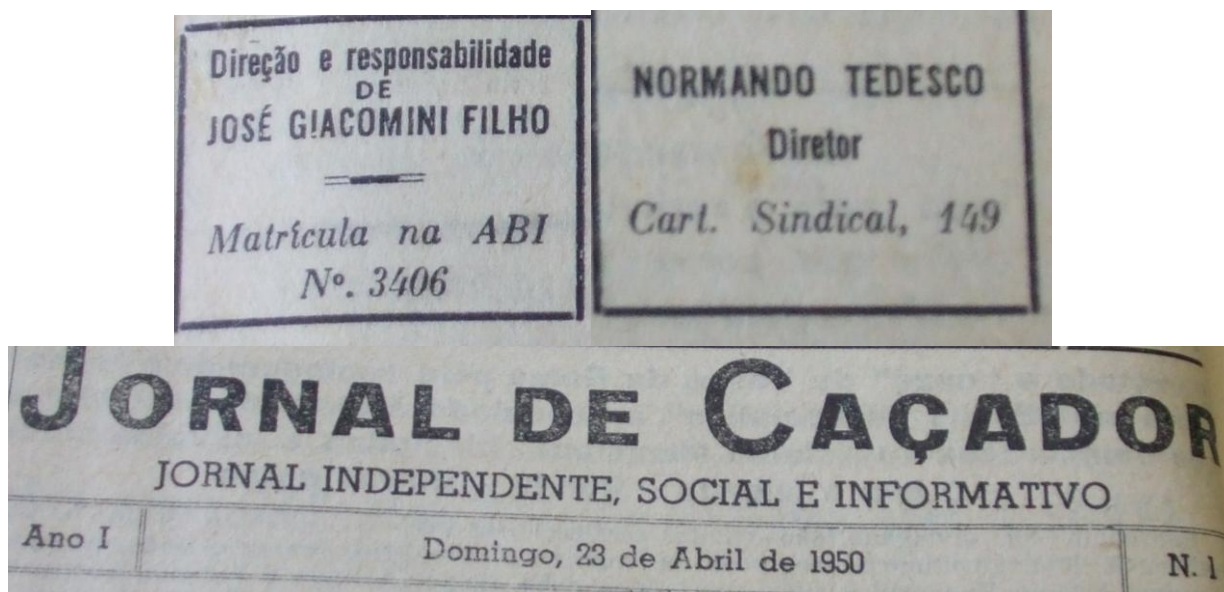 Direção e responsabilidade
DE
JOSÉ GIACOMINI FILHO
Matrícula na ABI
Nº. 3406
NORMANDO TEDESCO
Diretor
Cart. Sindical, 149
JORNAL DE CAÇADOR
JORNAL INDEPENDENTE, SOCIAL E INFORMATIVO
Ano I
Domingo, 23 de Abril de 1950
N. 1